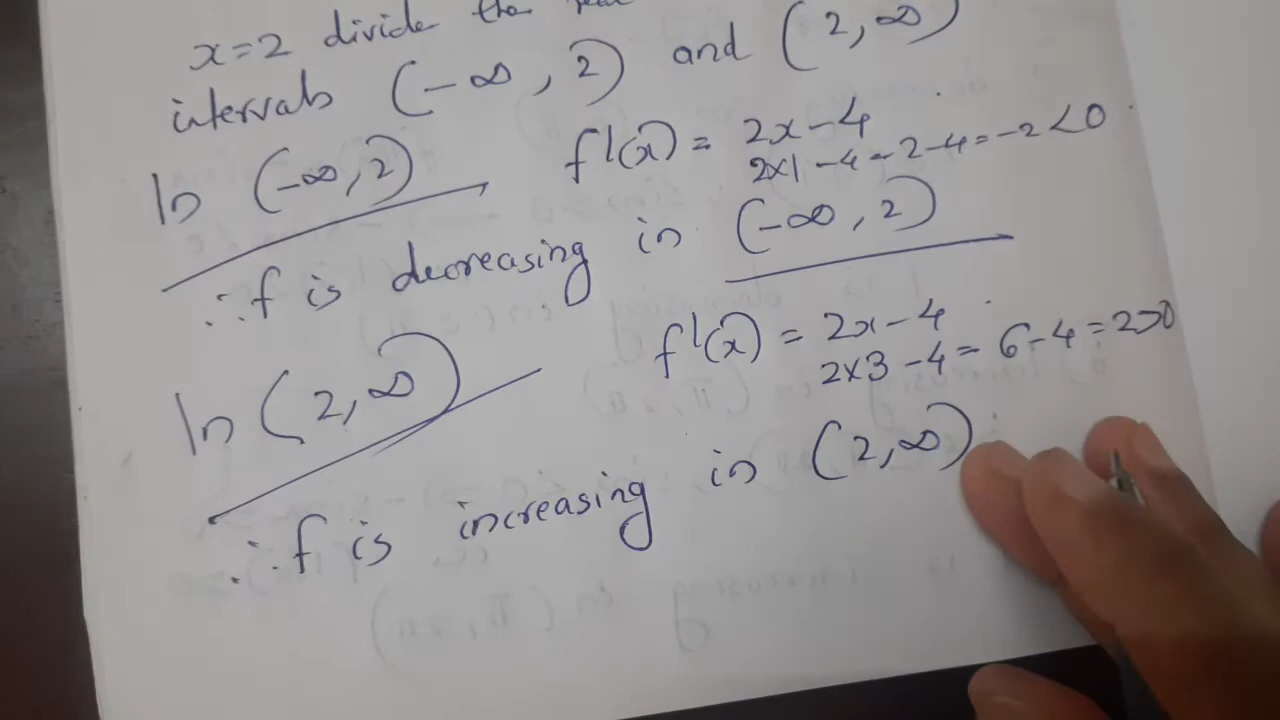 x=2 divide the real
intervals (-∞, 2) and (2, ∞)
In (-∞, 2) f'(x) = 2x-4
2×1 -4 = 2-4 = -2 <0
∴ f is decreasing in (-∞, 2)
In (2, ∞) f'(x) = 2x-4
2×3 -4 = 6-4 = 2>0
∴ f is increasing in (2, ∞)